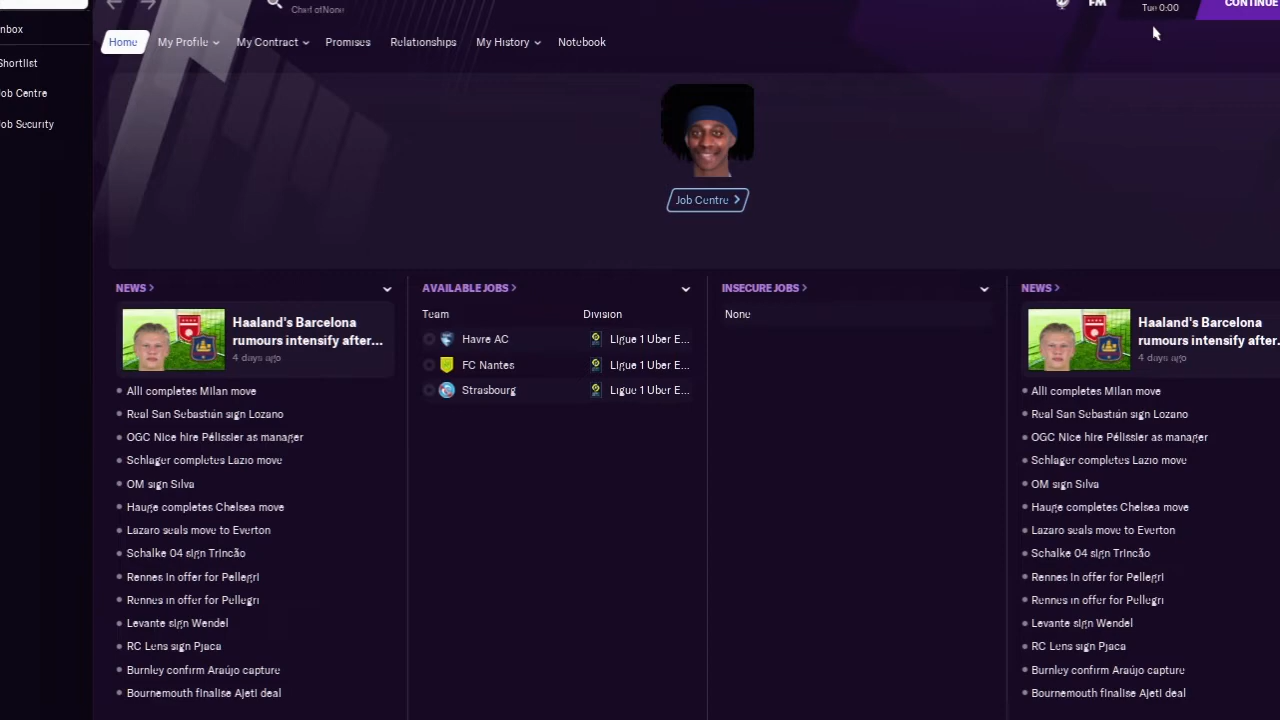 Chart of None
FM
Tue 0:00
CONTINUE
nbox
Shortlist
ob Centre
ob Security
Home
My Profile
My Contract
Promises
Relationships
My History
Notebook
Job Centre
NEWS
Haaland's Barcelona
rumours intensify after...
4 days ago
Alli completes Milan move
Real San Sebastián sign Lozano
OGC Nice hire Pélissier as manager
Schlager completes Lazio move
OM sign Silva
Hauge completes Chelsea move
Lazaro seals move to Everton
Schalke 04 sign Trincão
Rennes in offer for Pellegri
Rennes in offer for Pellegri
Levante sign Wendel
RC Lens sign Pjaca
Burnley confirm Araújo capture
Bournemouth finalise Ajeti deal
AVAILABLE JOBS
Team Division
Havre AC Ligue 1 Uber E...
FC Nantes Ligue 1 Uber E...
Strasbourg Ligue 1 Uber E...
INSECURE JOBS
None
NEWS
Haaland's Barcelona
rumours intensify after
4 days ago
Alli completes Milan move
Real San Sebastián sign Lozano
OGC Nice hire Pélissier as manager
Schlager completes Lazio move
OM sign Silva
Hauge completes Chelsea move
Lazaro seals move to Everton
Schalke 04 sign Trincão
Rennes in offer for Pellegri
Rennes in offer for Pellegri
Levante sign Wendel
RC Lens sign Pjaca
Burnley confirm Araújo capture
Bournemouth finalise Ajeti deal